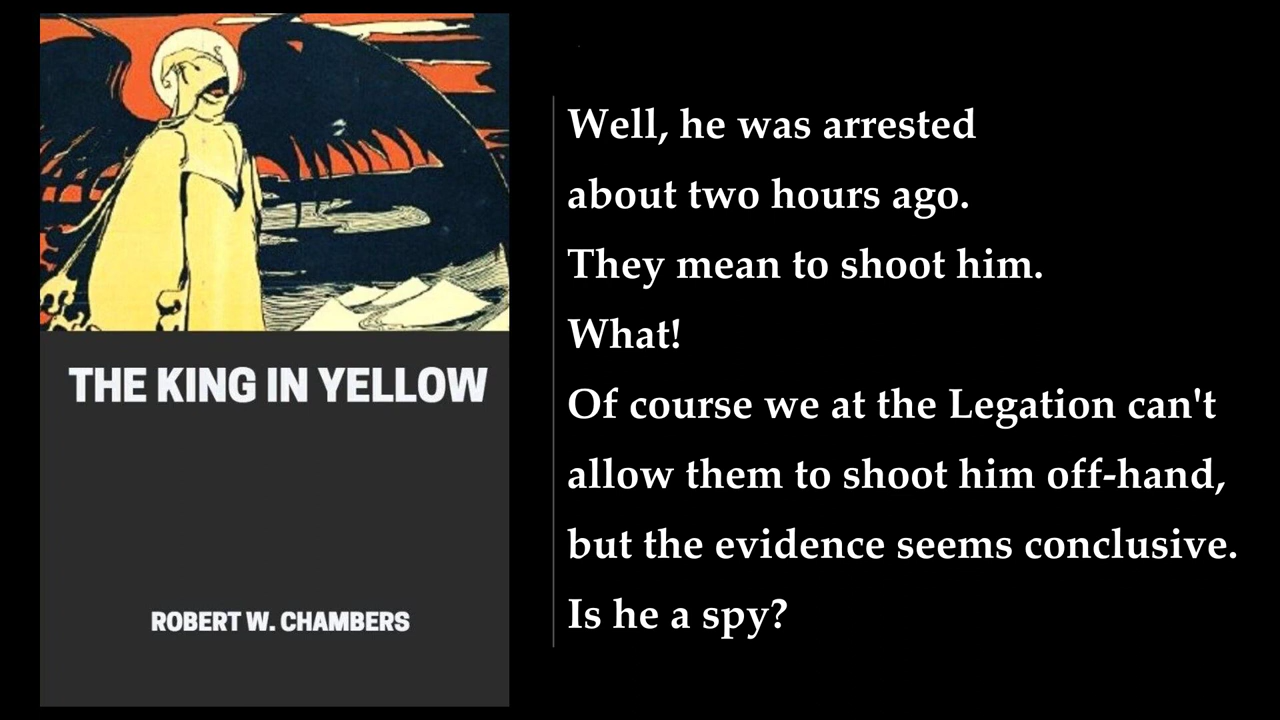 THE KING IN YELLOW
ROBERT W. CHAMBERS
Well, he was arrested
about two hours ago.
They mean to shoot him.
What!
Of course we at the Legation can't
allow them to shoot him off-hand,
but the evidence seems conclusive.
Is he a spy?